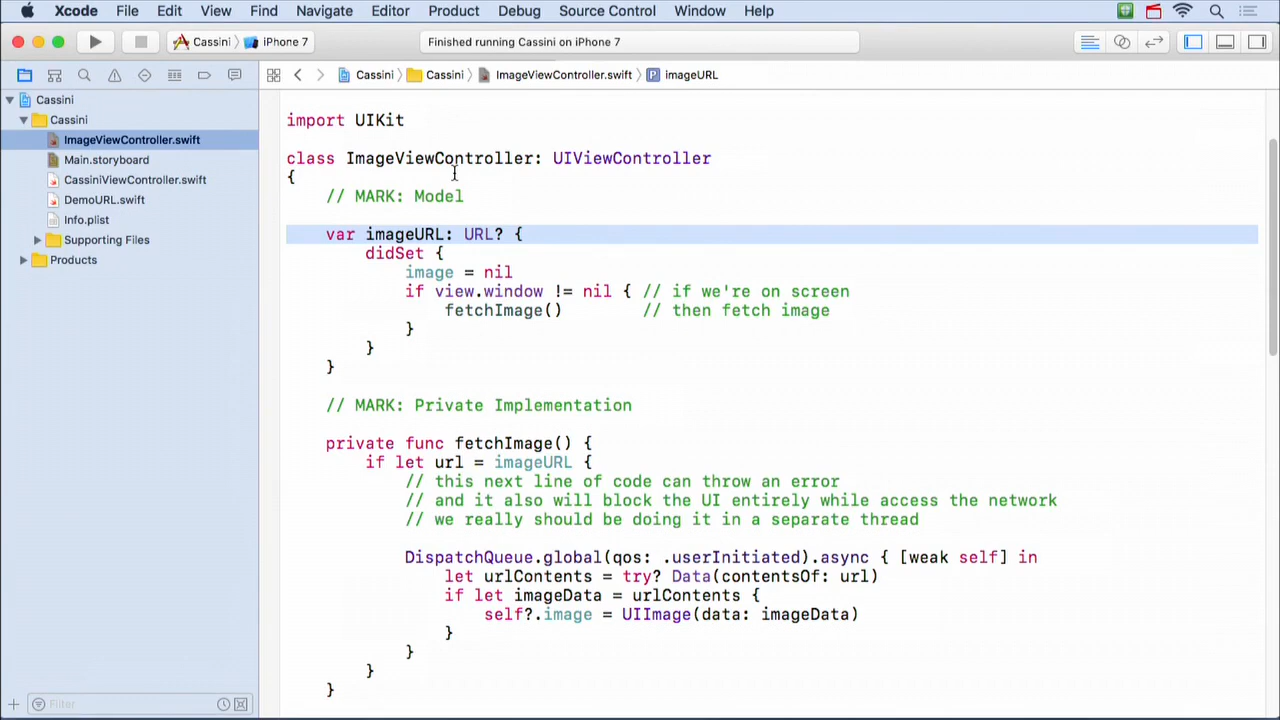 Xcode File Edit View Find Navigate Editor Product Debug Source Control Window Help
Cassini iPhone 7 Finished running Cassini on iPhone 7
Cassini Cassini ImageViewController.swift P imageURL
Cassini
Cassini
ImageViewController.swift
Main.storyboard
CassiniViewController.swift
DemoURL.swift
Info.plist
Supporting Files
Products
Filter
import UIKit
class ImageViewController: UIViewController
{
// MARK: Model
var imageURL: URL? {
didSet {
image = nil
if view.window != nil { // if we're on screen
fetchImage() // then fetch image
}
}
}
// MARK: Private Implementation
private func fetchImage() {
if let url = imageURL {
// this next line of code can throw an error
// and it also will block the UI entirely while access the network
// we really should be doing it in a separate thread
DispatchQueue.global(qos: .userInitiated).async { [weak self] in
let urlContents = try? Data(contentsOf: url)
if let imageData = urlContents {
self?.image = UIImage(data: imageData)
}
}
}
}